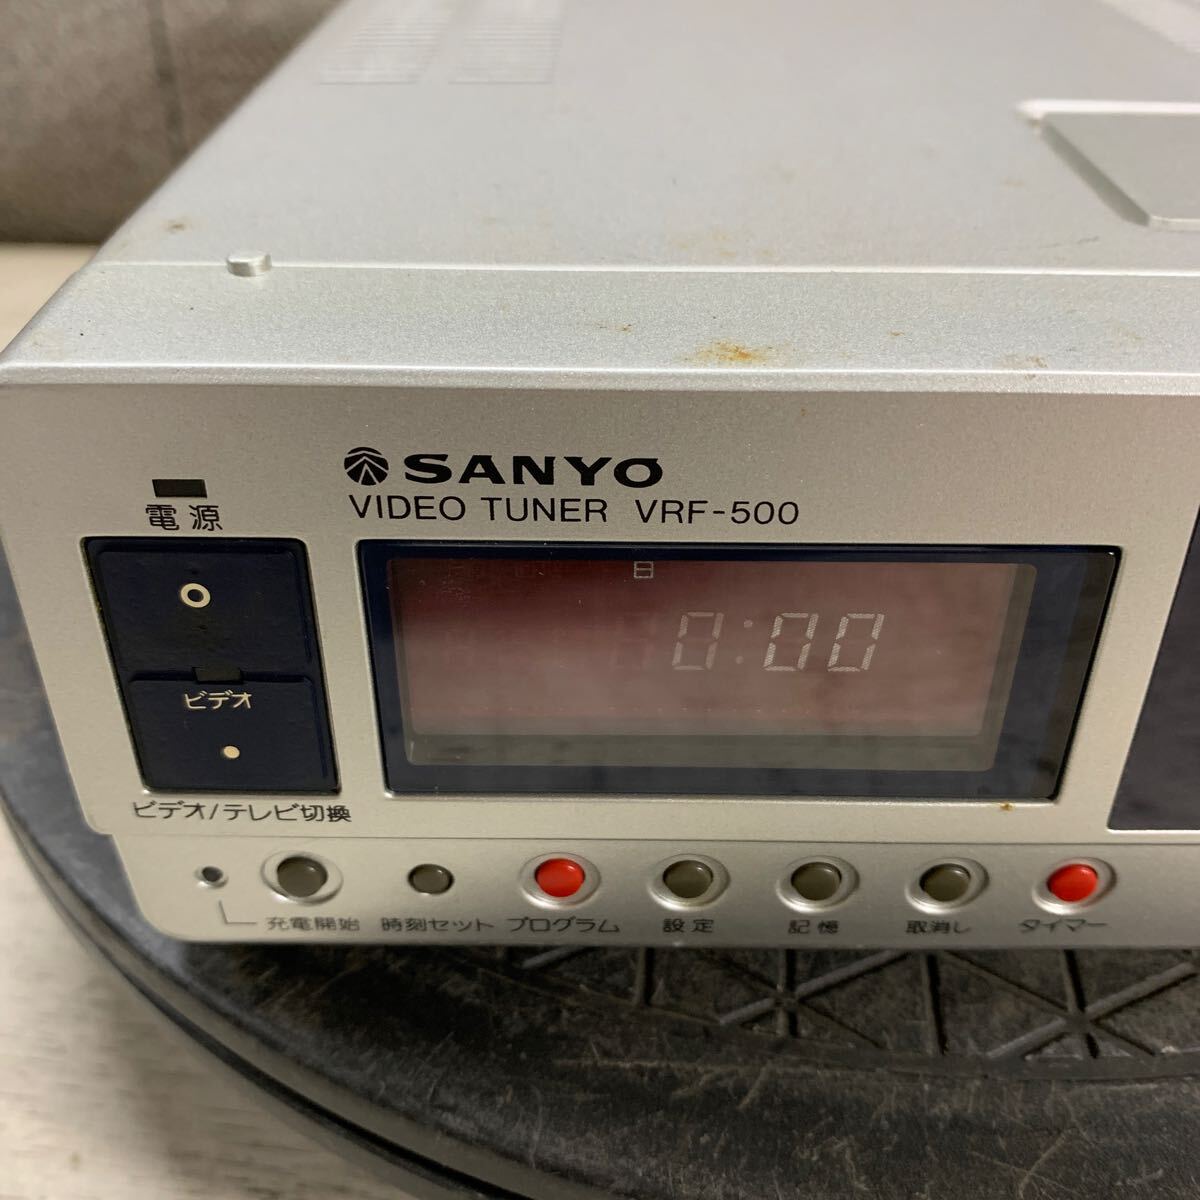 SANYO
VIDEO TUNER VRF-500
電源
日
0:00
ビデオ
ビデオ/テレビ切換
充電開始 時刻セット プログラム 設定 記憶 取消し タイマー